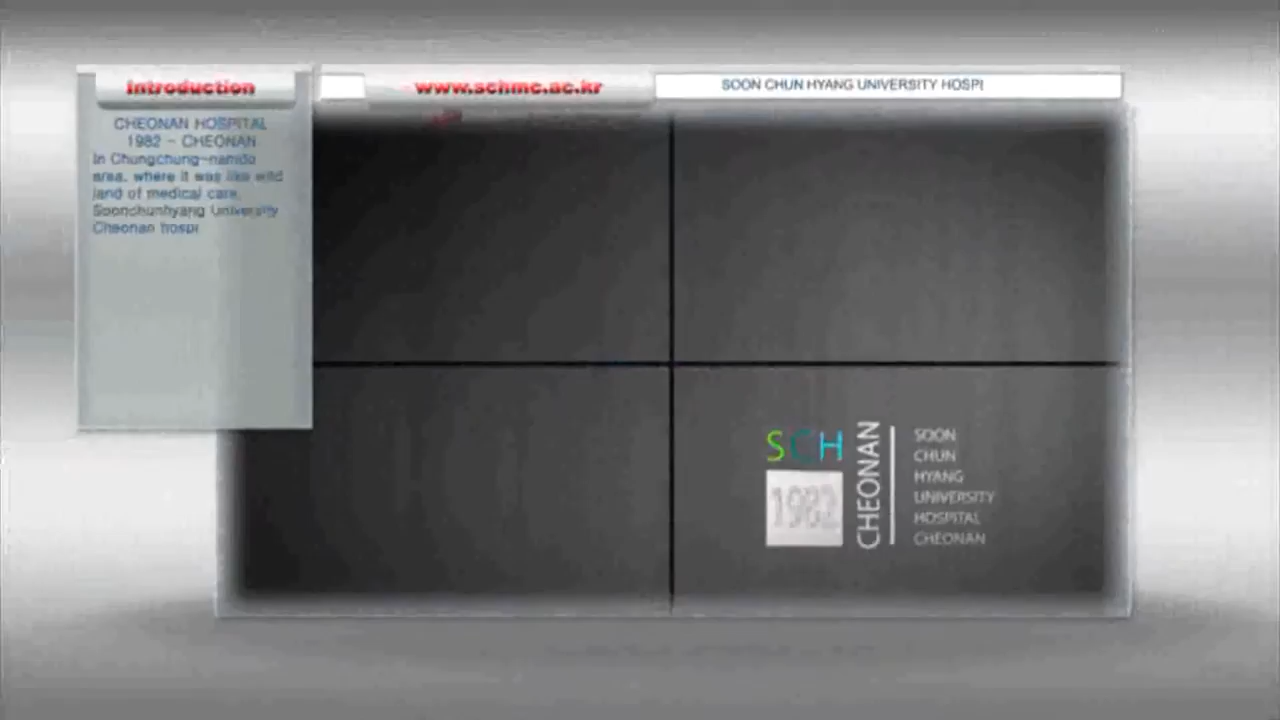 Introduction
www.schmc.ac.kr
SOON CHUN HYANG UNIVERSITY HOSPI
CHEONAN HOSPITAL
1982 - CHEONAN
In Chungchung-namdo
area, where it was like wild
land of medical care,
Soonchunhyang University
Cheonan hospi
SCH
1982
CHEONAN
SOON
CHUN
HYANG
UNIVERSITY
HOSPITAL
CHEONAN